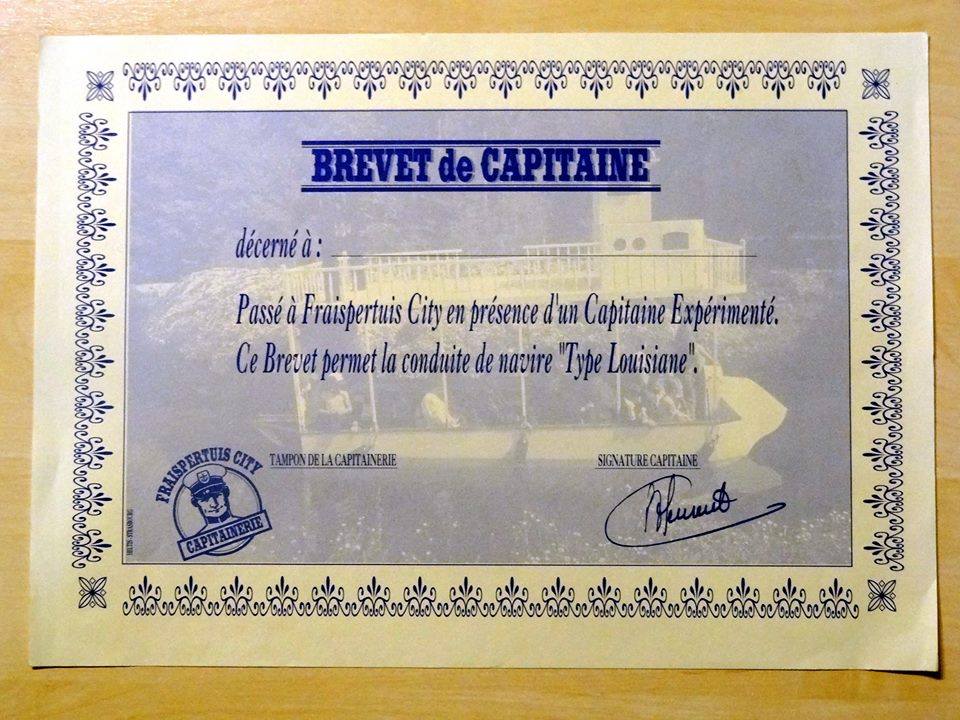 BREVET de CAPITAINE
décerné à :
Passé à Fraispertuis City en présence d'un Capitaine Expérimenté.
Ce Brevet permet la conduite de navire "Type Louisiane".
TAMPON DE LA CAPITAINERIE
SIGNATURE CAPITAINE
FRAISPERTUIS CITY
CAPITAINERIE